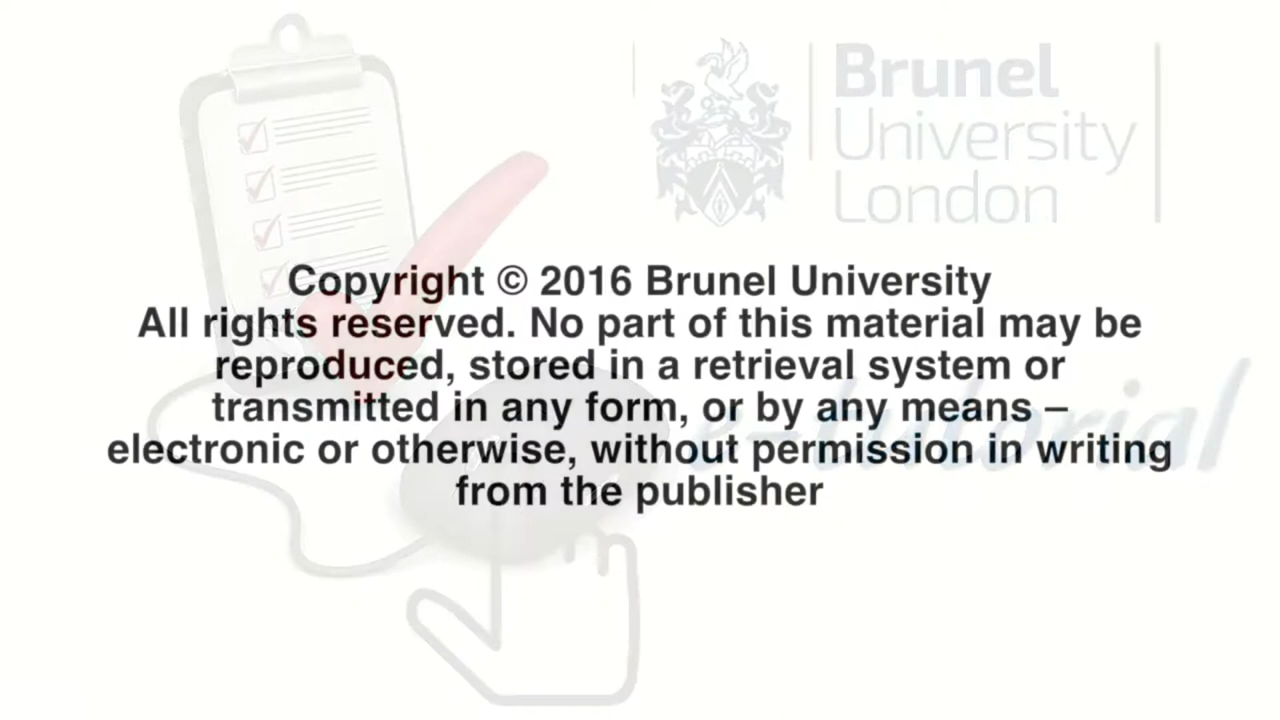 Brunel
University
London
Copyright © 2016 Brunel University
All rights reserved. No part of this material may be
reproduced, stored in a retrieval system or
transmitted in any form, or by any means –
electronic or otherwise, without permission in writing
from the publisher
e-tutorial